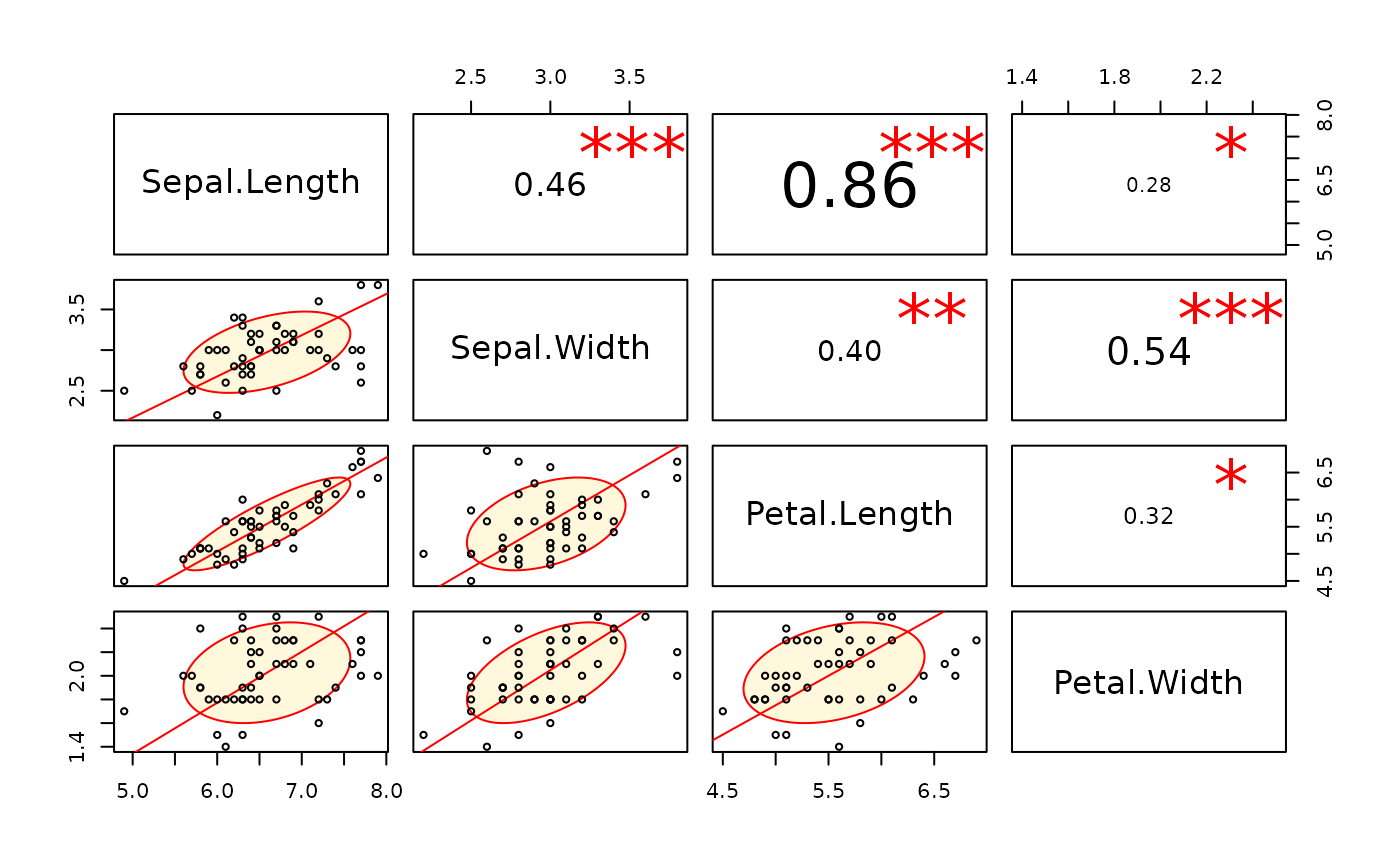 2.5 3.0 3.5 1.4 1.8 2.2
*** *** * 8.0
Sepal.Length 0.46 0.86 0.28 6.5
5.0
3.5 ** ***
Sepal.Width 0.40 0.54
2.5
* 6.5
Petal.Length 0.32 5.5
4.5
2.0 Petal.Width
1.4
5.0 6.0 7.0 8.0 4.5 5.5 6.5